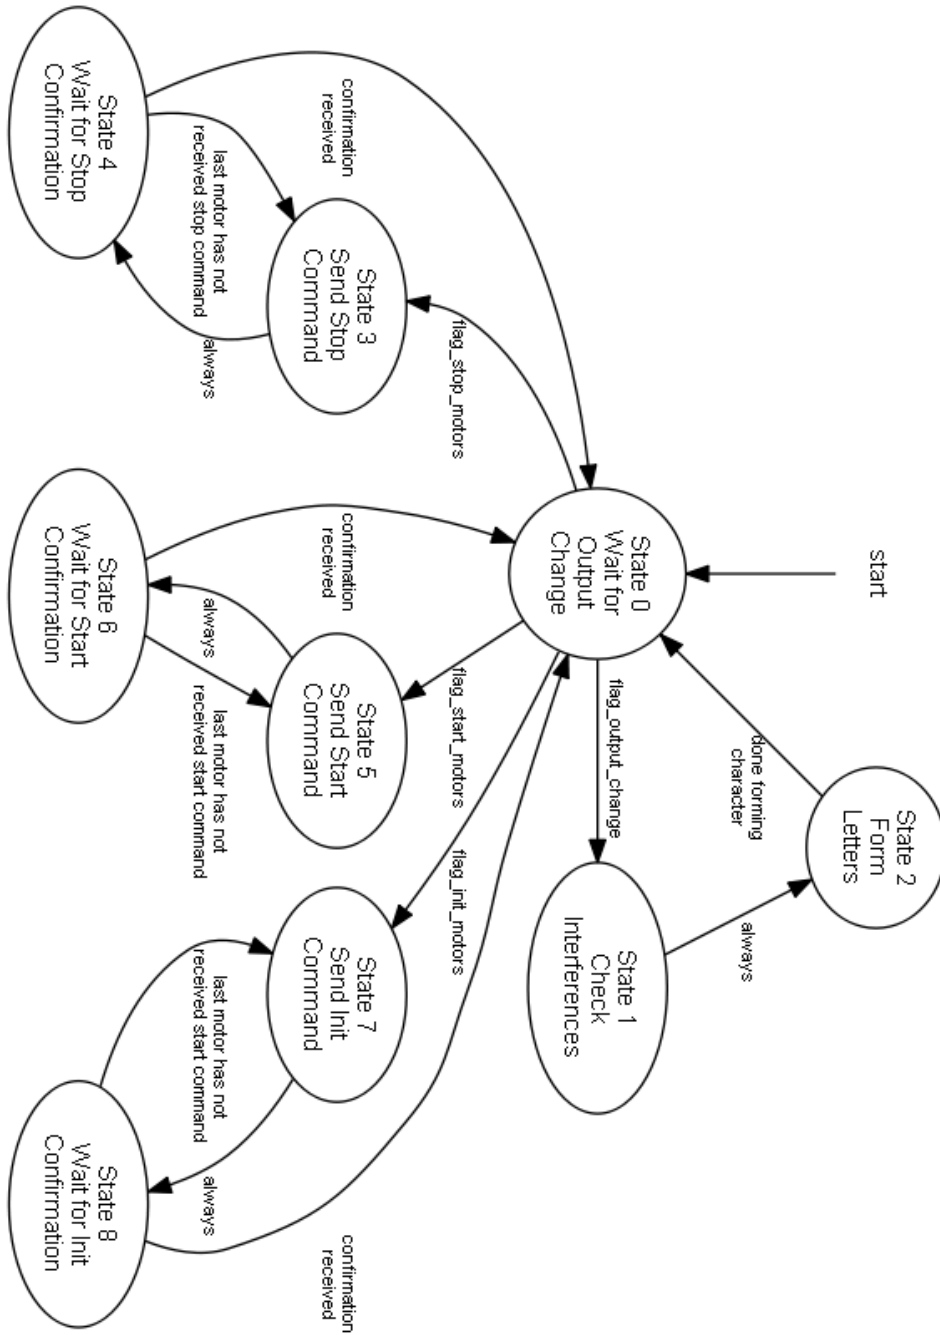 start
State 0
Wait for
Output
Change
State 2
Form
Letters
done forming
character
flag_output_change
always
State 1
Check
Interferences
flag_stop_motors
flag_start_motors
flag_init_motors
confirmation
received
State 3
Send Stop
Command
last motor has not
received stop command
always
State 4
Wait for Stop
Confirmation
confirmation
received
State 5
Send Start
Command
always
last motor has not
received start command
State 6
Wait for Start
Confirmation
State 7
Send Init
Command
last motor has not
received start command
always
confirmation
received
State 8
Wait for Init
Confirmation